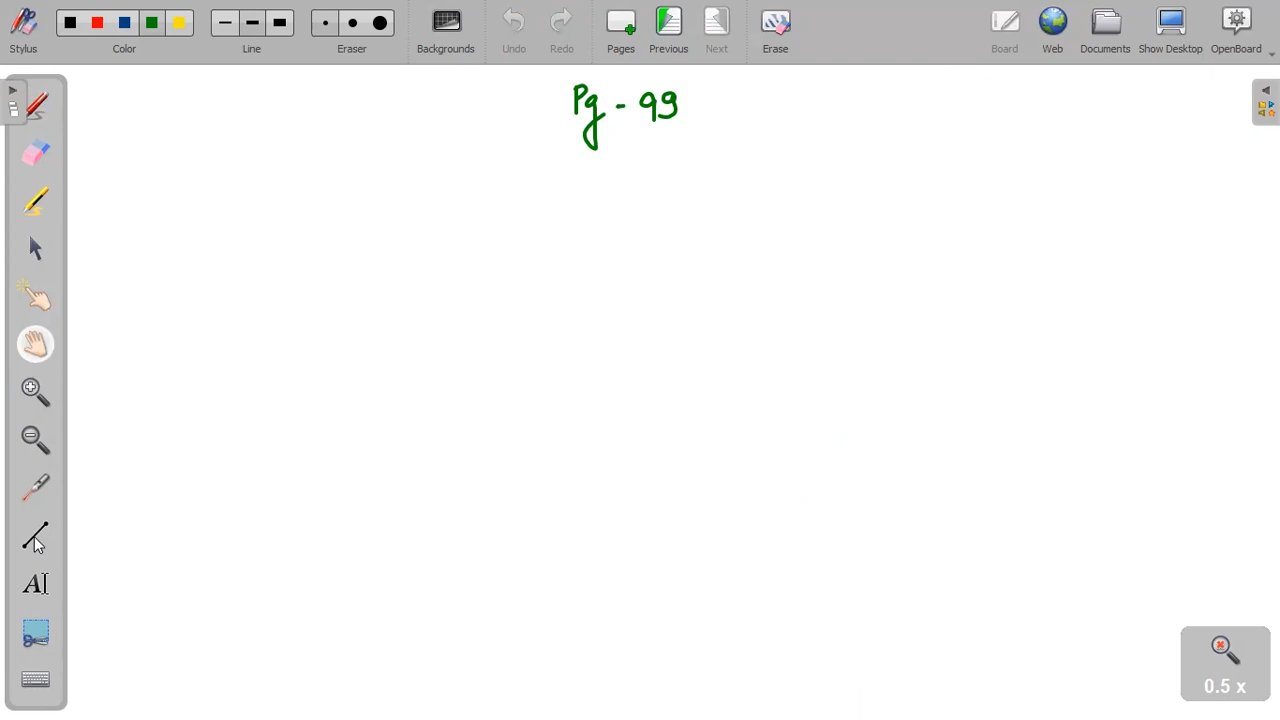 Stylus Color Line Eraser Backgrounds Undo Redo Pages Previous Next Erase Board Web Documents Show Desktop OpenBoard
Pg - 99
0.5 x